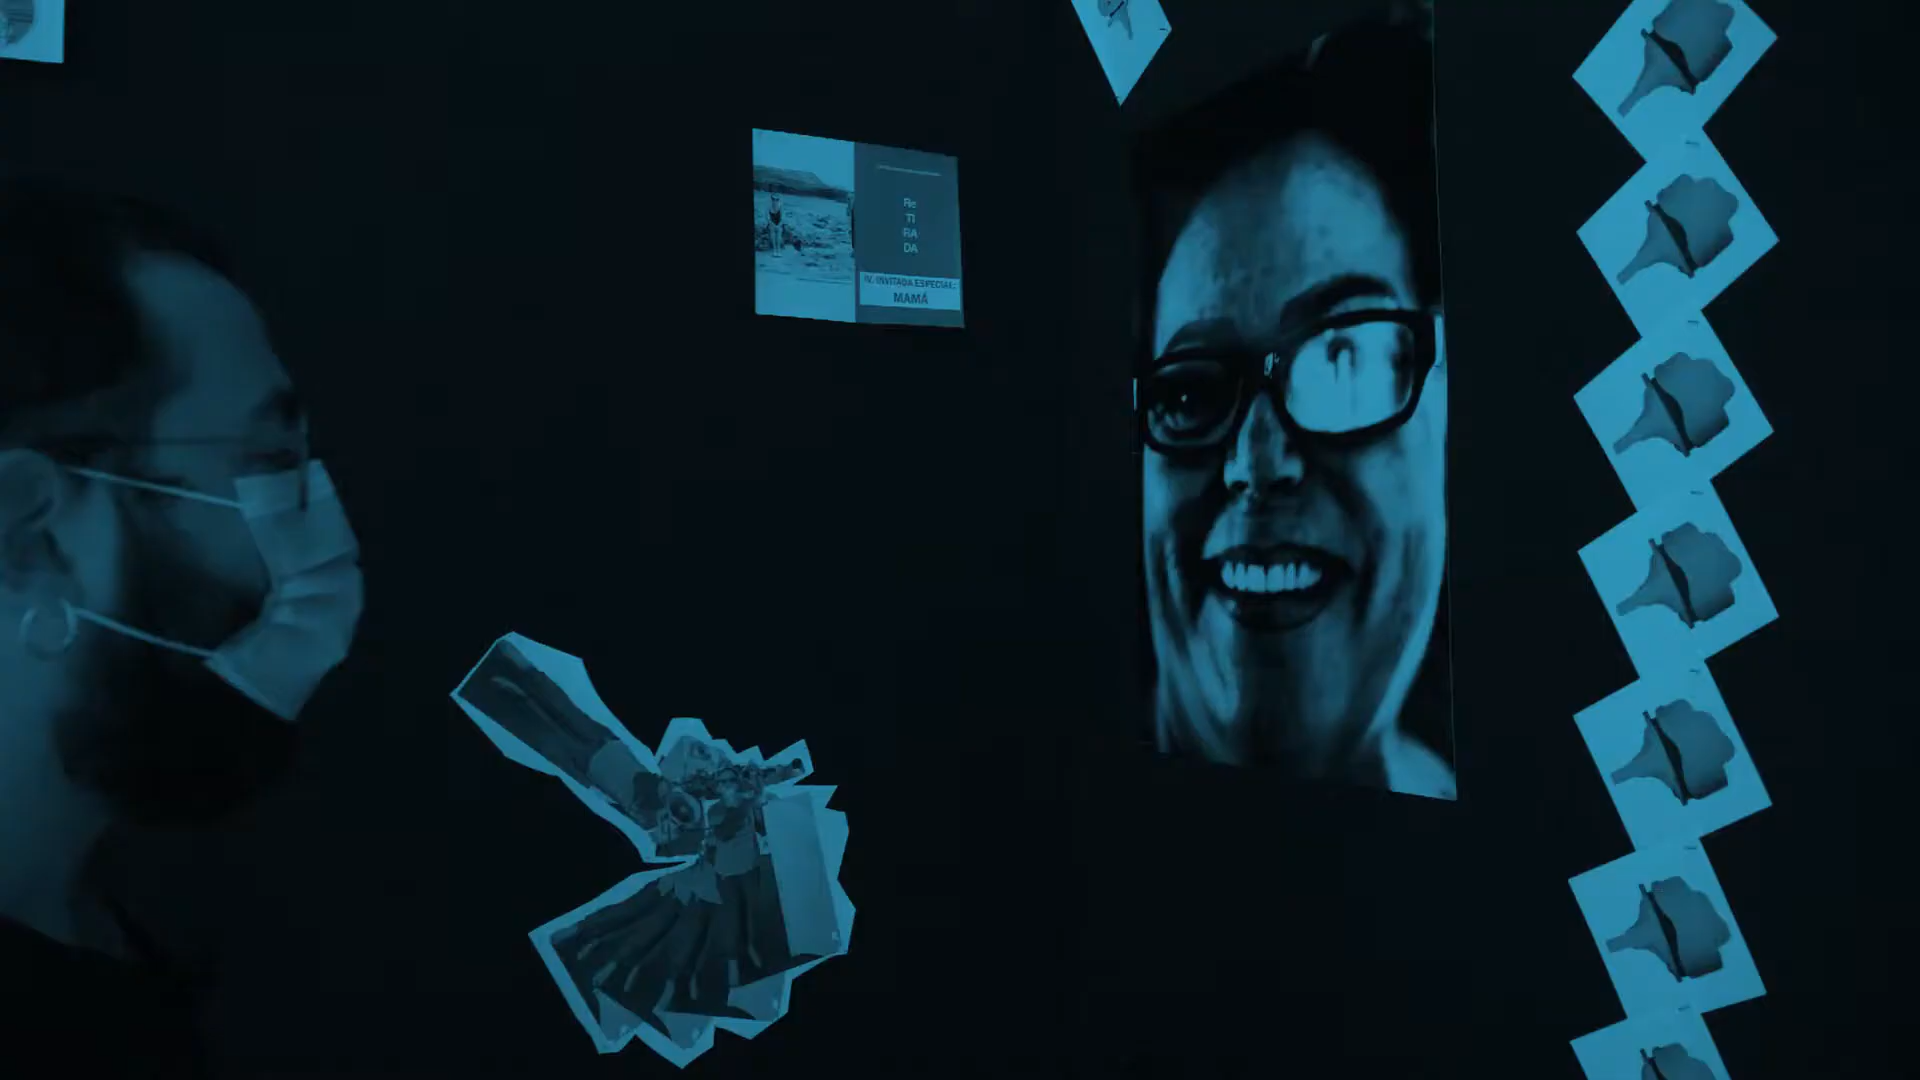 Re
TI
RA
DA
IV. INVITADA ESPECIAL:
MAMÁ